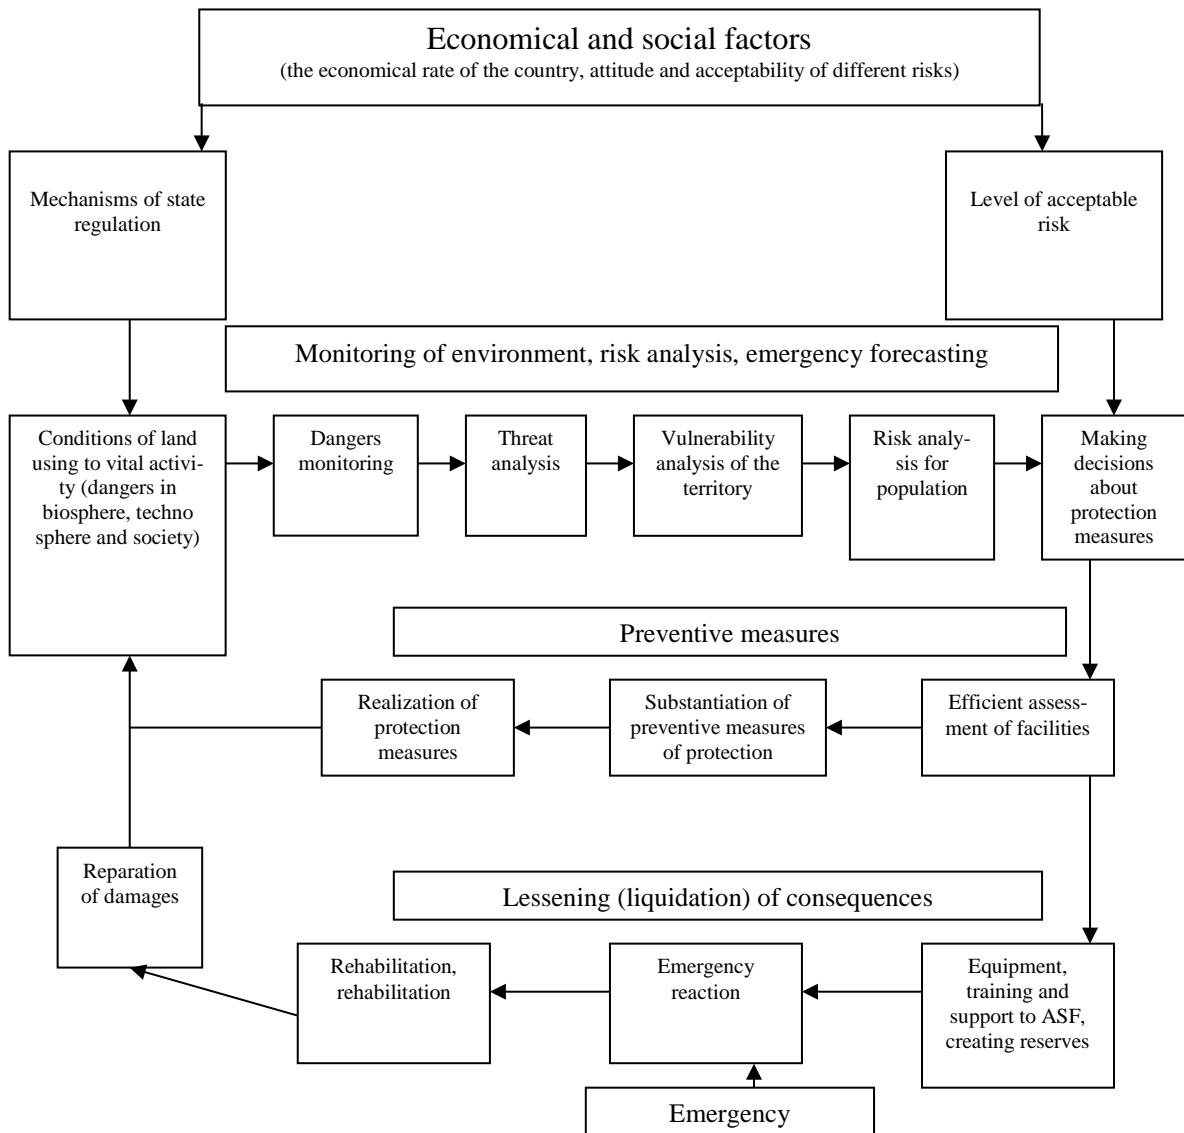 Economical and social factors
(the economical rate of the country, attitude and acceptability of different risks)
Mechanisms of state
regulation
Level of acceptable
risk
Monitoring of environment, risk analysis, emergency forecasting
Conditions of land
using to vital activi-
ty (dangers in
biosphere, techno
sphere and society)
Dangers
monitoring
Threat
analysis
Vulnerability
analysis of the
territory
Risk analy-
sis for
population
Making
decisions
about
protection
measures
Preventive measures
Realization of
protection
measures
Substantiation of
preventive measures
of protection
Efficient assess-
ment of facilities
Reparation
of damages
Lessening (liquidation) of consequences
Rehabilitation,
rehabilitation
Emergency
reaction
Equipment,
training and
support to ASF,
creating reserves
Emergency